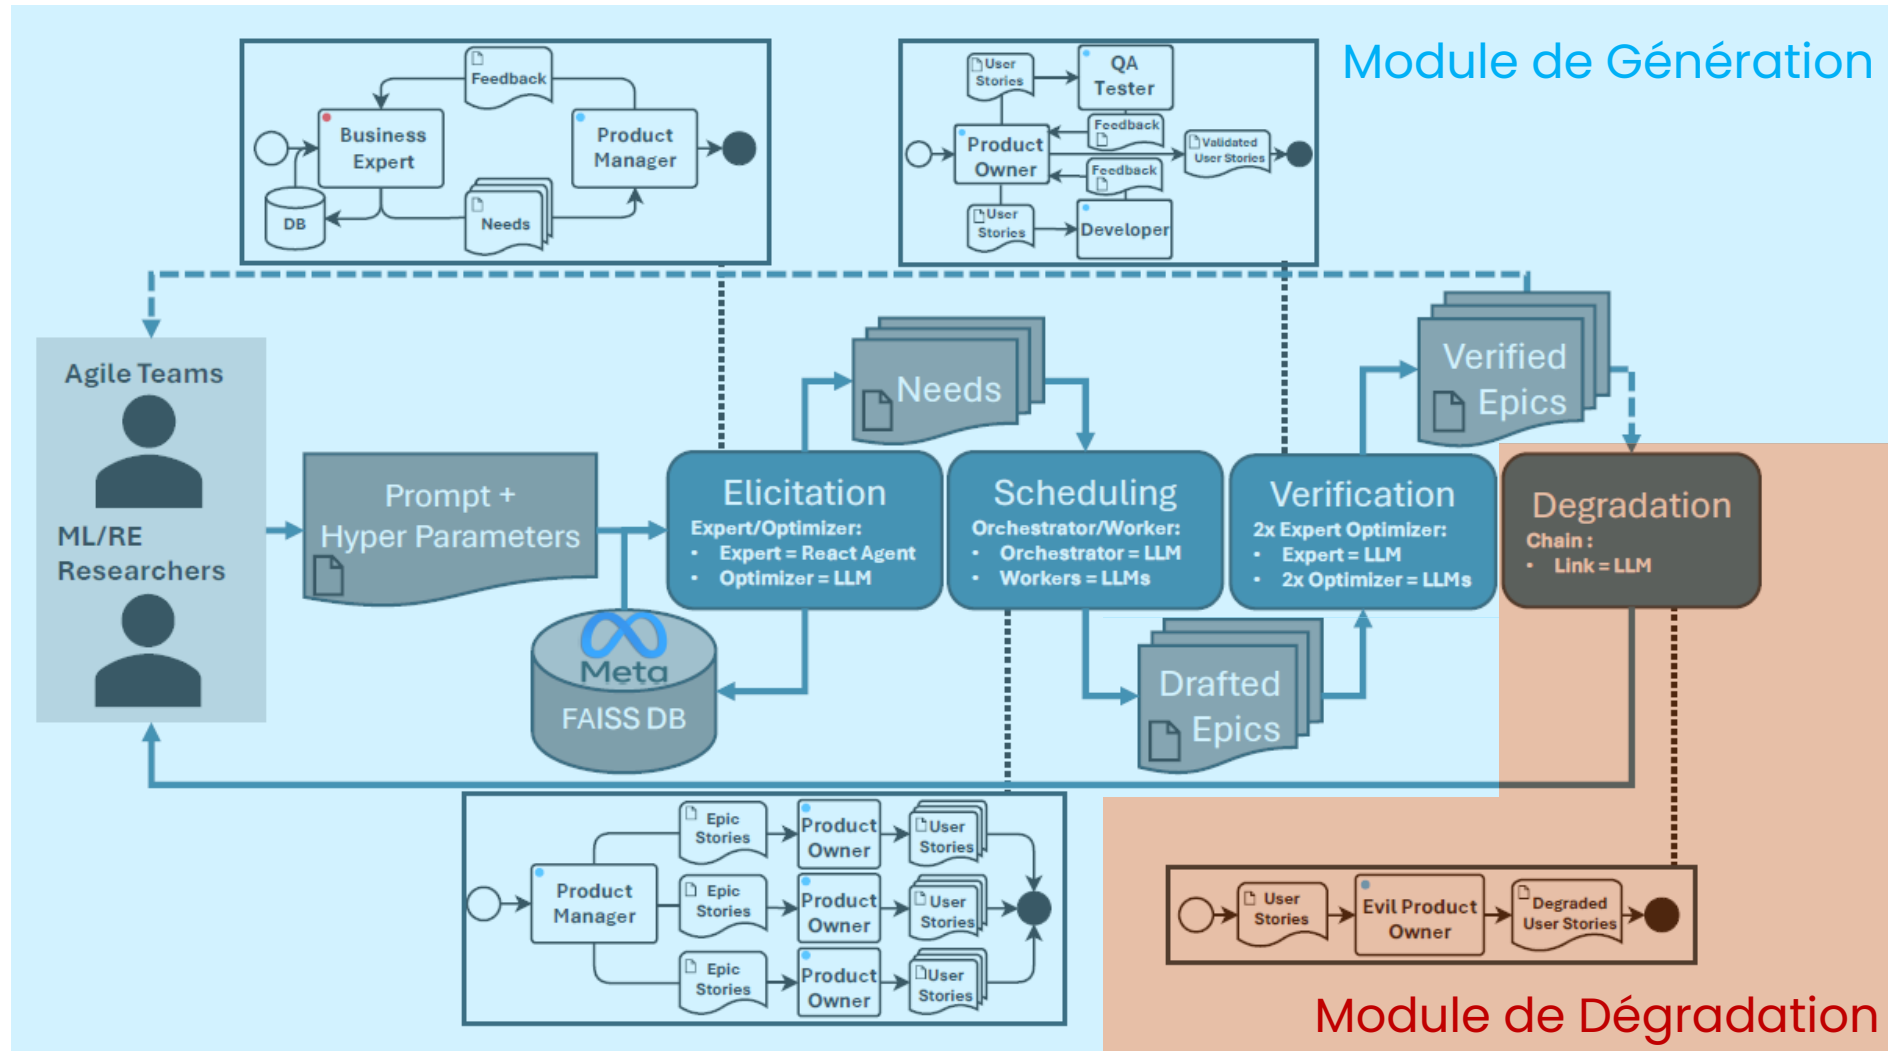 Module de Génération
Feedback
Business
Expert
Product
Manager
DB
Needs
User
Stories
QA
Tester
Feedback
Product
Owner
Validated
User Stories
Feedback
User
Stories
Developer
Agile Teams
ML/RE
Researchers
Prompt +
Hyper Parameters
Meta
FAISS DB
Needs
Elicitation
Expert/Optimizer:
• Expert = React Agent
• Optimizer = LLM
Scheduling
Orchestrator/Worker:
• Orchestrator = LLM
• Workers = LLMs
Drafted
Epics
Verification
2x Expert Optimizer:
• Expert = LLM
• 2x Optimizer = LLMs
Verified
Epics
Degradation
Chain :
• Link = LLM
Product
Manager
Epic
Stories
Product
Owner
User
Stories
Epic
Stories
Product
Owner
User
Stories
Epic
Stories
Product
Owner
User
Stories
User
Stories
Evil Product
Owner
Degraded
User Stories
Module de Dégradation